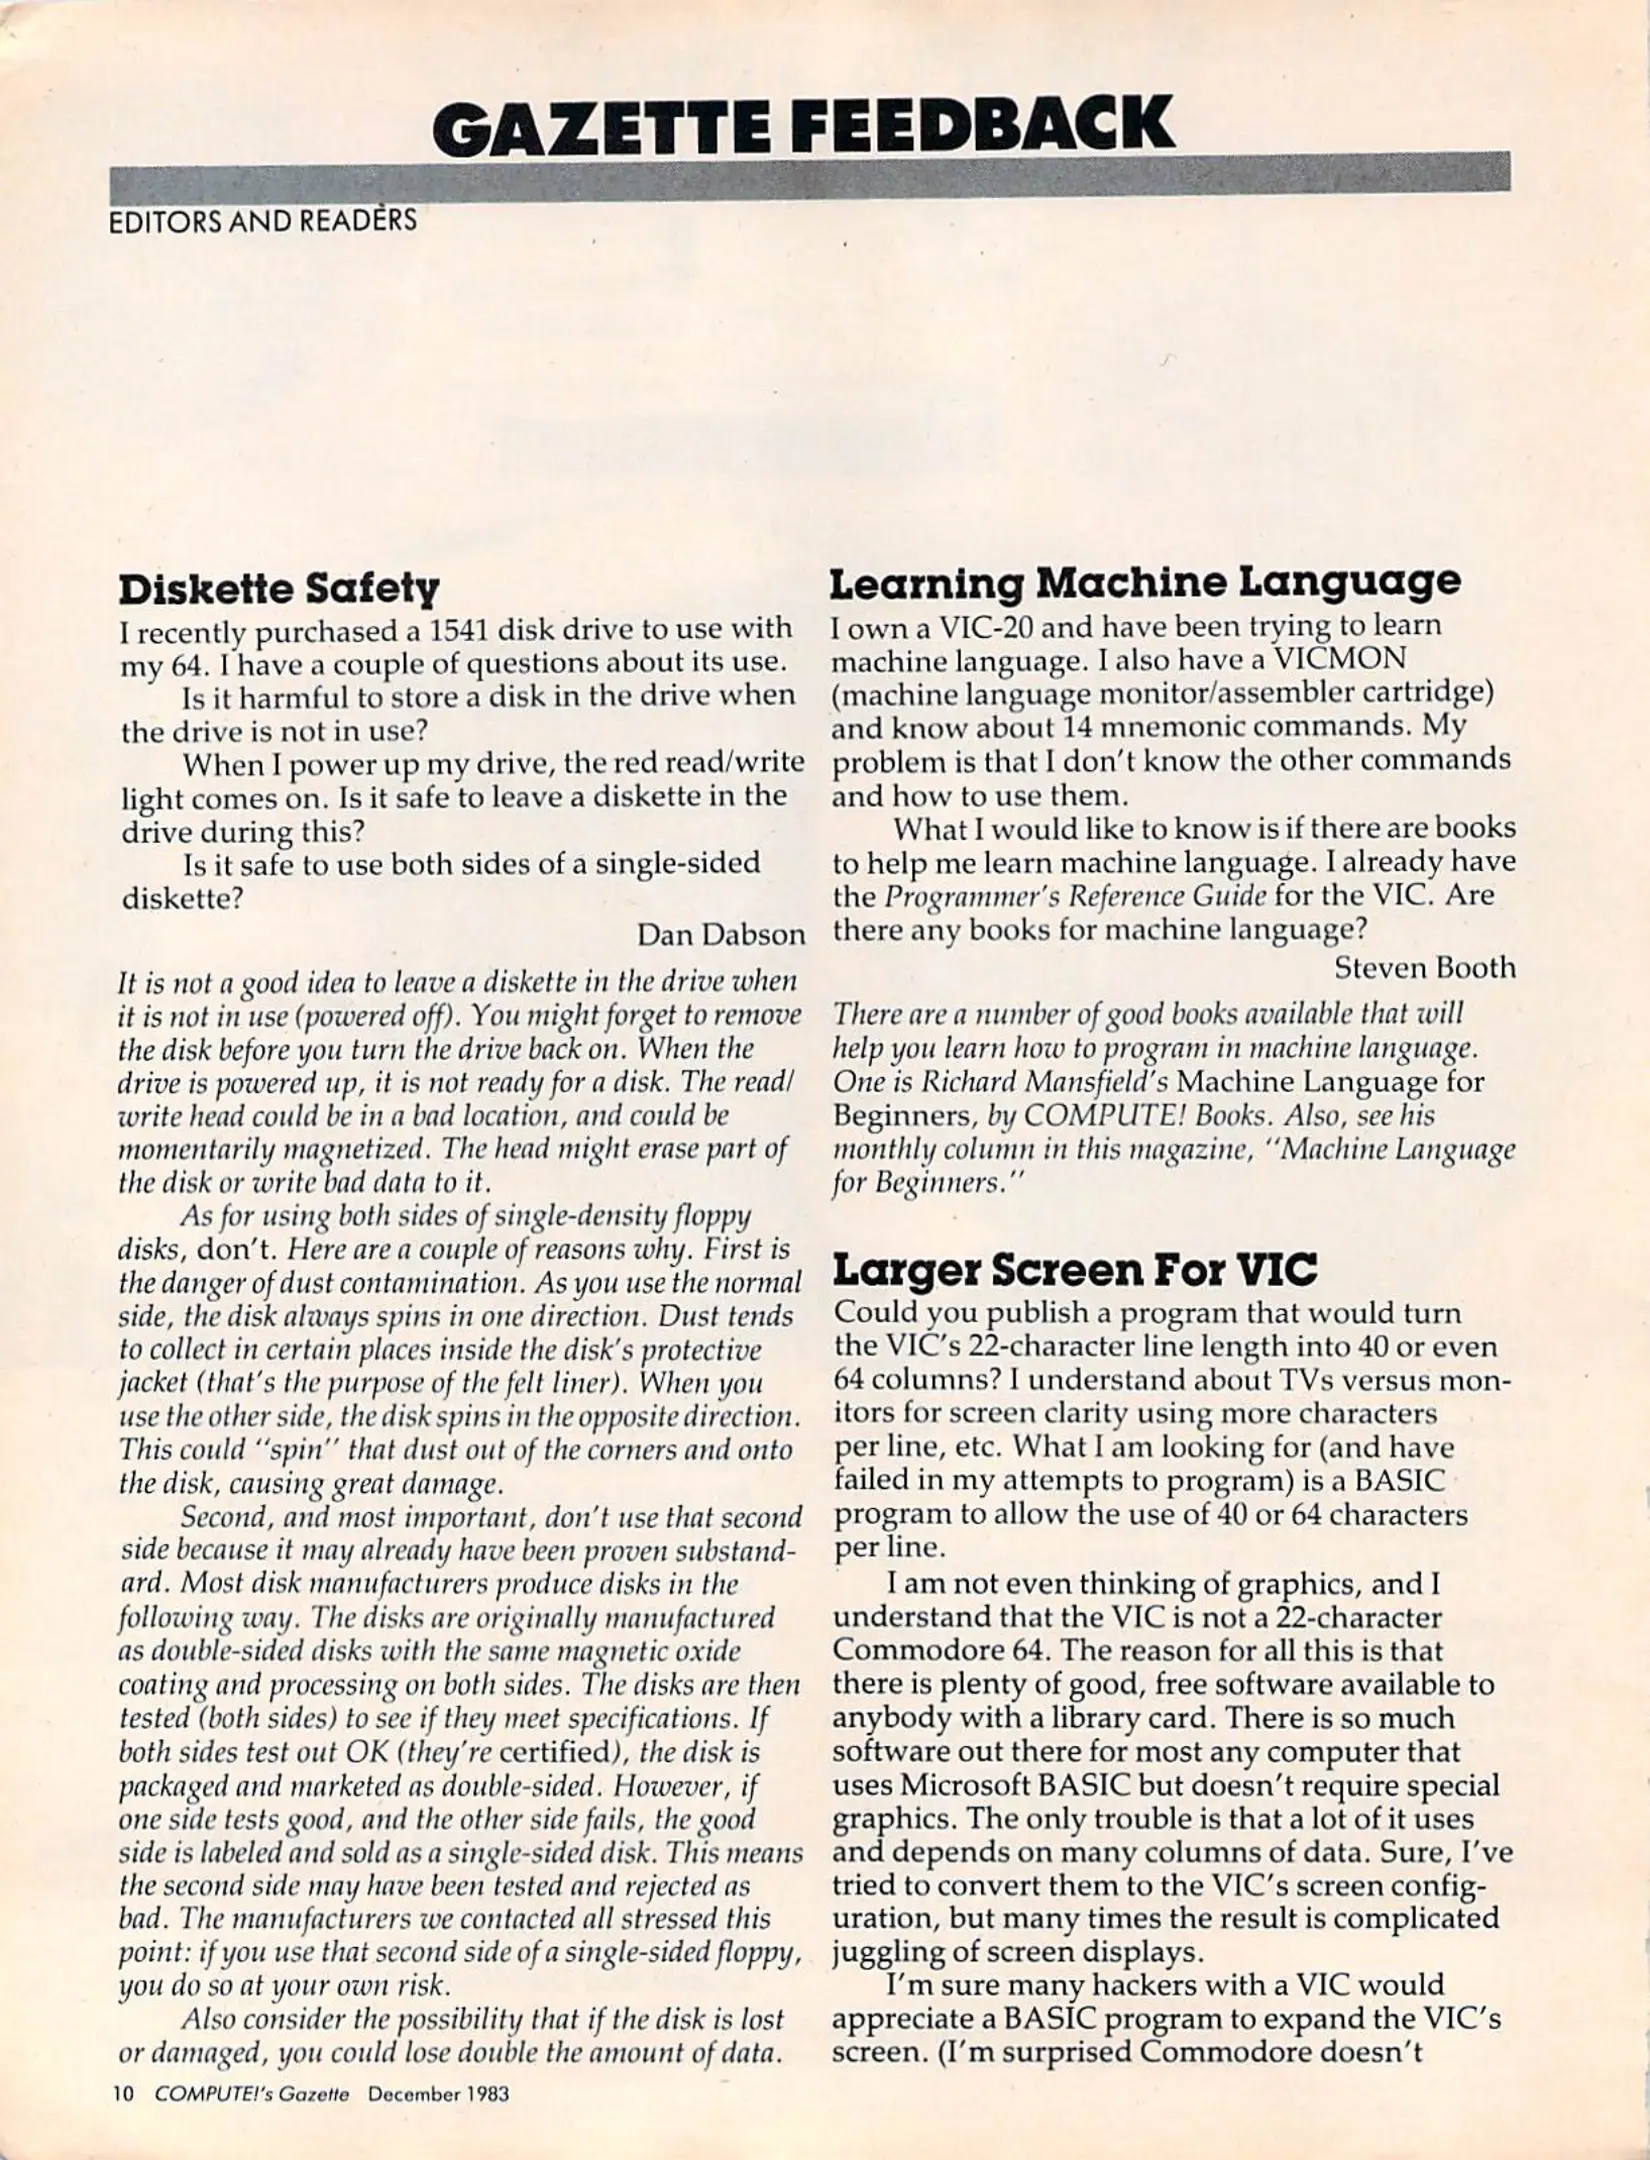 GAZETTE FEEDBACK
EDITORS AND READERS
Diskette Safety
I recently purchased a 1541 disk drive to use with
my 64. I have a couple of questions about its use.
Is it harmful to store a disk in the drive when
the drive is not in use?
When I power up my drive, the red read/write
light comes on. Is it safe to leave a diskette in the
drive during this?
Is it safe to use both sides of a single-sided
diskette?
Dan Dabson
It is not a good idea to leave a diskette in the drive when
it is not in use (powered off). You might forget to remove
the disk before you turn the drive back on. When the
drive is powered up, it is not ready for a disk. The read/
write head could be in a bad location, and could be
momentarily magnetized. The head might erase part of
the disk or write bad data to it.
As for using both sides of single-density floppy
disks, don't. Here are a couple of reasons why. First is
the danger of dust contamination. As you use the normal
side, the disk always spins in one direction. Dust tends
to collect in certain places inside the disk's protective
jacket (that's the purpose of the felt liner). When you
use the other side, the disk spins in the opposite direction.
This could "spin" that dust out of the corners and onto
the disk, causing great damage.
Second, and most important, don't use that second
side because it may already have been proven substand-
ard. Most disk manufacturers produce disks in the
following way. The disks are originally manufactured
as double-sided disks with the same magnetic oxide
coating and processing on both sides. The disks are then
tested (both sides) to see if they meet specifications. If
both sides test out OK (they're certified), the disk is
packaged and marketed as double-sided. However, if
one side tests good, and the other side fails, the good
side is labeled and sold as a single-sided disk. This means
the second side may have been tested and rejected as
bad. The manufacturers we contacted all stressed this
point: if you use that second side of a single-sided floppy,
you do so at your own risk.
Also consider the possibility that if the disk is lost
or damaged, you could lose double the amount of data.
Learning Machine Language
I own a VIC-20 and have been trying to learn
machine language. I also have a VICMON
(machine language monitor/assembler cartridge)
and know about 14 mnemonic commands. My
problem is that I don't know the other commands
and how to use them.
What I would like to know is if there are books
to help me learn machine language. I already have
the Programmer's Reference Guide for the VIC. Are
there any books for machine language?
Steven Booth
There are a number of good books available that will
help you learn how to program in machine language.
One is Richard Mansfield's Machine Language for
Beginners, by COMPUTE! Books. Also, see his
monthly column in this magazine, "Machine Language
for Beginners."
Larger Screen For VIC
Could you publish a program that would turn
the VIC's 22-character line length into 40 or even
64 columns? I understand about TVs versus mon-
itors for screen clarity using more characters
per line, etc. What I am looking for (and have
failed in my attempts to program) is a BASIC
program to allow the use of 40 or 64 characters
per line.
I am not even thinking of graphics, and I
understand that the VIC is not a 22-character
Commodore 64. The reason for all this is that
there is plenty of good, free software available to
anybody with a library card. There is so much
software out there for most any computer that
uses Microsoft BASIC but doesn't require special
graphics. The only trouble is that a lot of it uses
and depends on many columns of data. Sure, I've
tried to convert them to the VIC's screen config-
uration, but many times the result is complicated
juggling of screen displays.
I'm sure many hackers with a VIC would
appreciate a BASIC program to expand the VIC's
screen. (I'm surprised Commodore doesn't
10 COMPUTE!'s Gazette December 1983